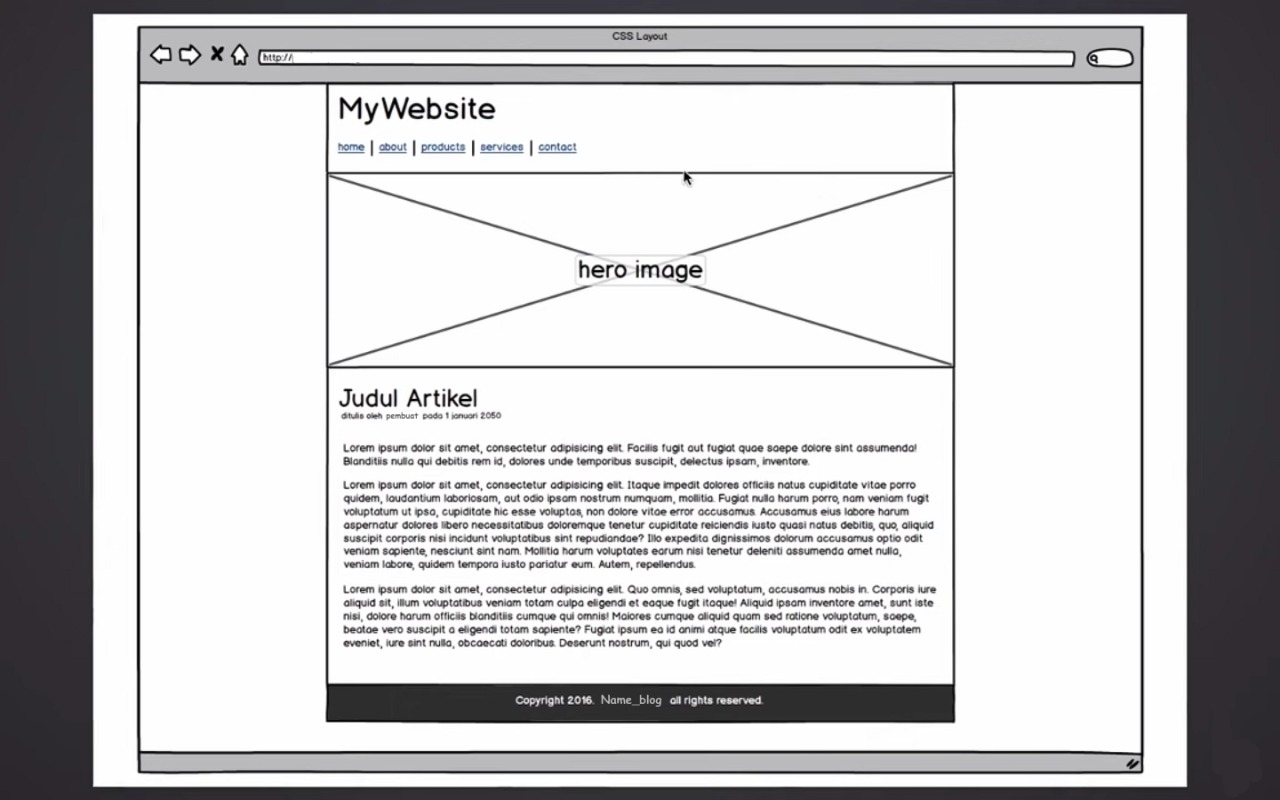 CSS Layout
http://
MyWebsite
home | about | products | services | contact
hero image
Judul Artikel
ditulis oleh pembuat pada 1 januari 2050
Lorem ipsum dolor sit amet, consectetur adipisicing elit. Facilis fugit aut fugiat quae saepe dolore sint assumenda!
Blanditiis nulla qui debitis rem id, dolores unde temporibus suscipit, delectus ipsam, inventore.
Lorem ipsum dolor sit amet, consectetur adipisicing elit. Itaque impedit dolores officiis natus cupiditate vitae porro
quidem, laudantium laboriosam, aut odio ipsam nostrum numquam, mollitia. Fugiat nulla harum porro, nam veniam fugit
voluptatum ut ipsa, cupiditate hic esse voluptas, non dolore vitae error accusamus. Accusamus eius labore harum
aspernatur dolores libero necessitatibus doloremque tenetur cupiditate reiciendis iusto quasi natus debitis, quo, aliquid
suscipit corporis nisi incidunt voluptatibus sint repudiandae? Illo expedita dignissimos dolorum accusamus optio odit
veniam sapiente, nesciunt sint nam. Mollitia harum voluptates earum nisi tenetur deleniti assumenda amet nulla,
veniam labore, quidem tempora iusto pariatur eum. Autem, repellendus.
Lorem ipsum dolor sit amet, consectetur adipisicing elit. Quo omnis, sed voluptatum, accusamus nobis in. Corporis iure
aliquid sit, illum voluptatibus veniam totam culpa eligendi et eaque fugit itaque! Aliquid ipsam inventore amet, sunt iste
nisi, dolore harum officiis blanditiis cumque qui omnis! Maiores cumque aliquid quam sed ratione voluptatum, saepe,
beatae vero suscipit a eligendi totam sapiente? Fugiat ipsum ea id animi atque facilis voluptatum odit ex voluptatem
eveniet, iure sint nulla, obcaecati doloribus. Deserunt nostrum, qui quod vel?
Copyright 2016. Name_blog all rights reserved.